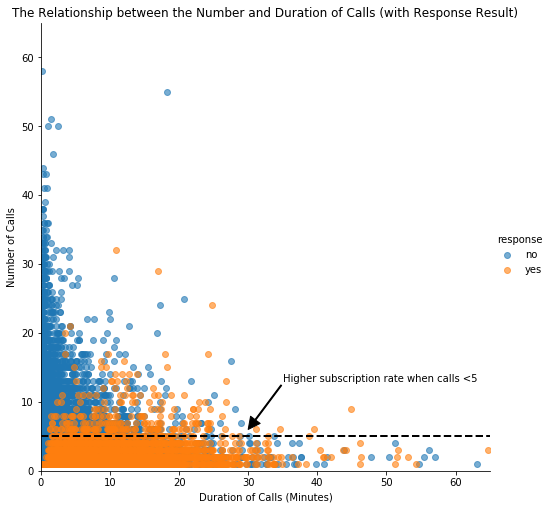 The Relationship between the Number and Duration of Calls (with Response Result)
60
50
40
30
20
10
0
Number of Calls
response
no
yes
Higher subscription rate when calls <5
0
10
20
30
40
50
60
Duration of Calls (Minutes)